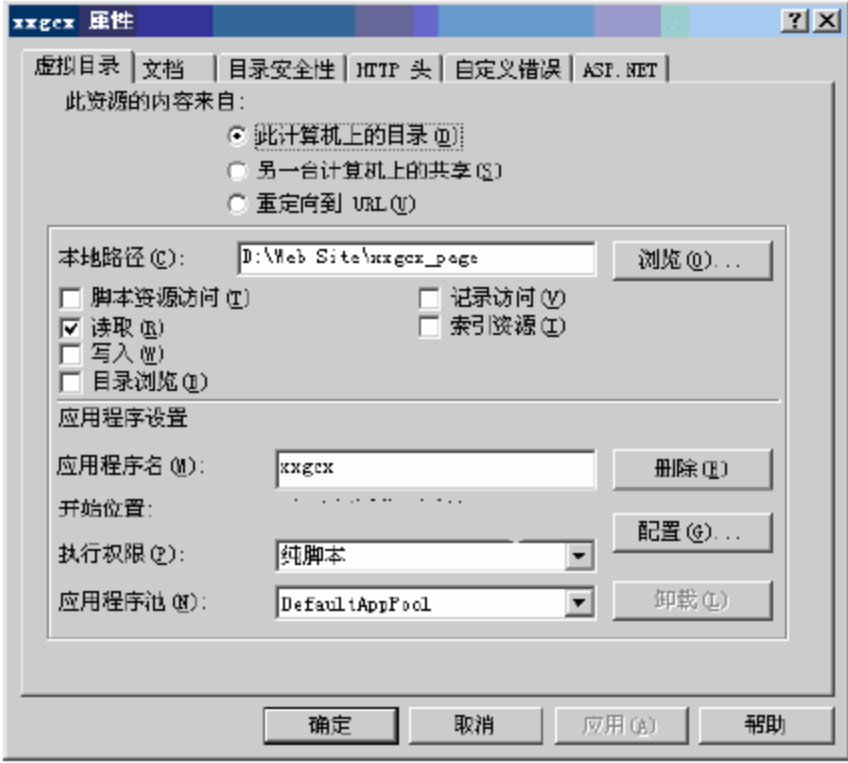 xxgcx 属性
虚拟目录 文档 目录安全性 HTTP 头 自定义错误 ASP.NET
此资源的内容来自:
此计算机上的目录(D)
另一台计算机上的共享(S)
重定向到 URL(U)
本地路径(C): D:\Web Site\xxgcx_page 浏览(O)...
脚本资源访问(T) 记录访问(V)
读取(R) 索引资源(I)
写入(W)
目录浏览(B)
应用程序设置
应用程序名(M): xxgcx 删除(E)
开始位置:
配置(G)...
执行权限(P): 纯脚本
应用程序池(N): DefaultAppPool 卸载(L)
确定 取消 应用(A) 帮助